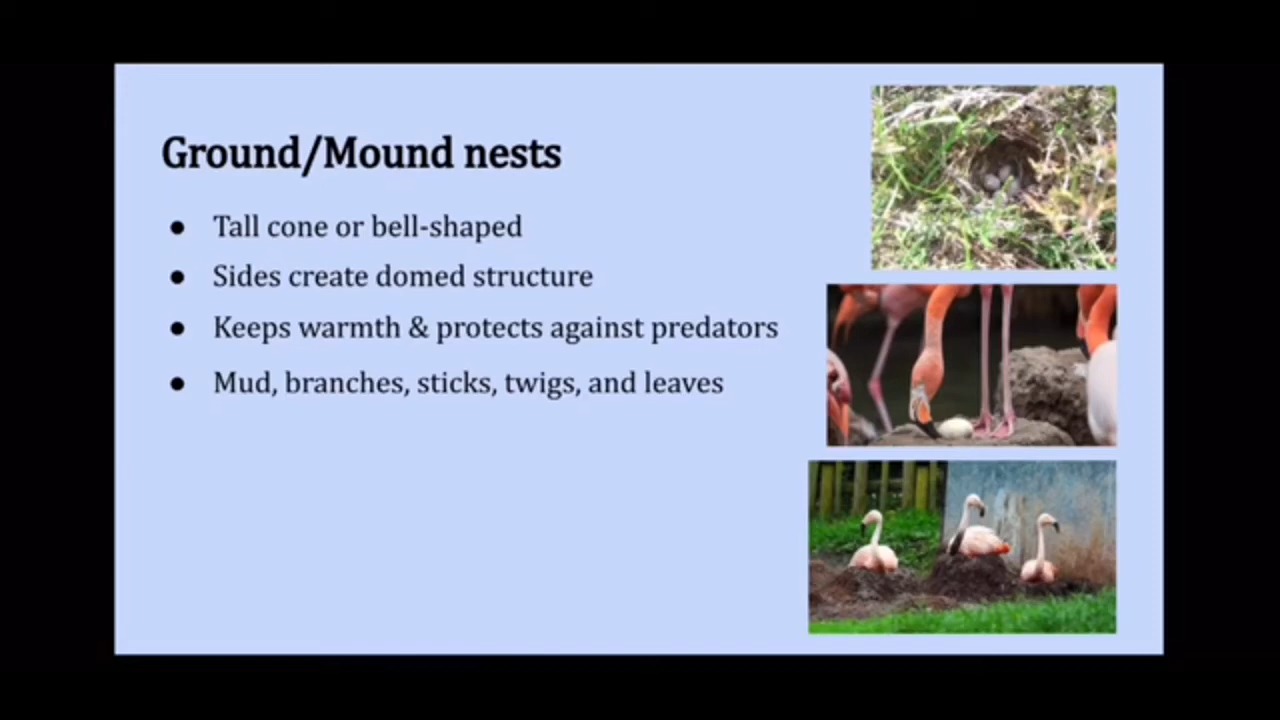 Ground/Mound nests
● Tall cone or bell-shaped
● Sides create domed structure
● Keeps warmth & protects against predators
● Mud, branches, sticks, twigs, and leaves